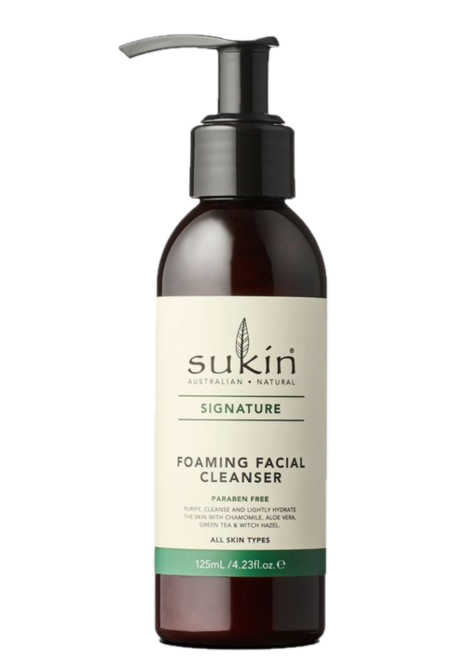 sukin®
AUSTRALIAN • NATURAL
SIGNATURE
FOAMING FACIAL
CLEANSER
PARABEN FREE
PURIFY, CLEANSE AND LIGHTLY HYDRATE
THE SKIN WITH CHAMOMILE, ALOE VERA,
GREEN TEA & WITCH HAZEL.
ALL SKIN TYPES
125mL /4.23fl.oz.℮